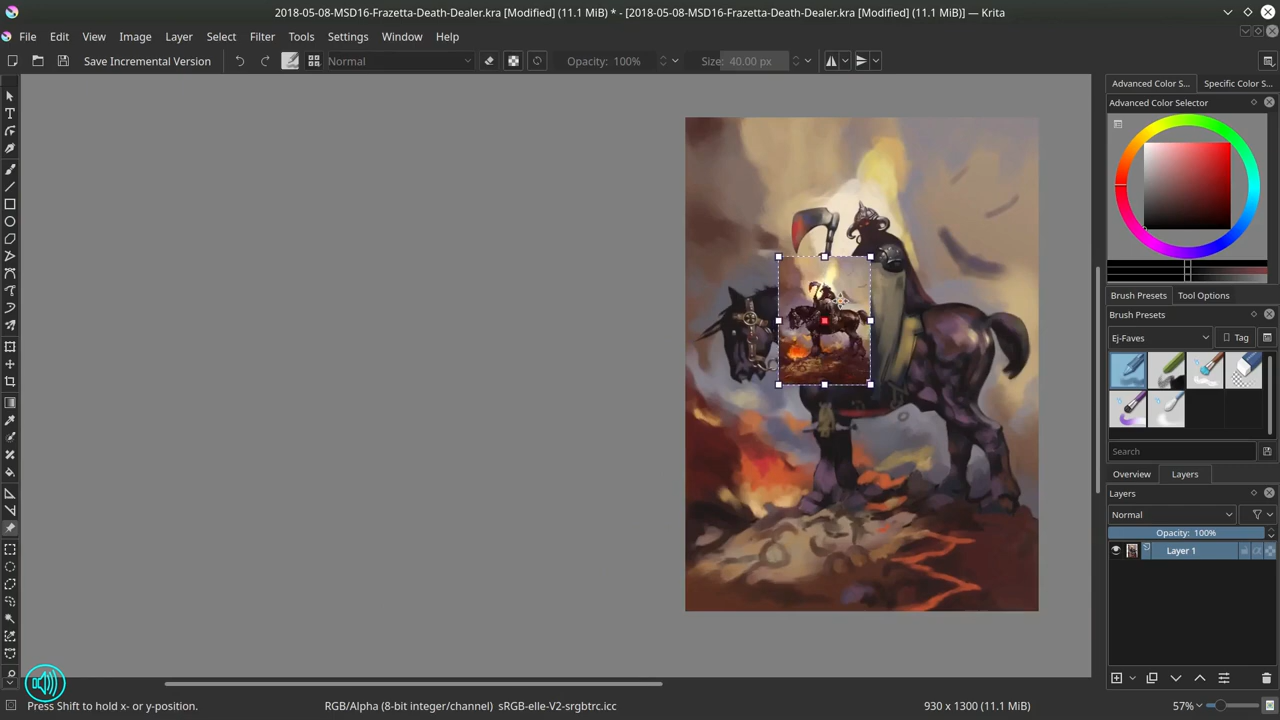 2018-05-08-MSD16-Frazetta-Death-Dealer.kra [Modified] (11.1 MiB) * - [2018-05-08-MSD16-Frazetta-Death-Dealer.kra [Modified] (11.1 MiB)] — Krita
File Edit View Image Layer Select Filter Tools Settings Window Help
Save Incremental Version Normal Opacity: 100% Size: 40.00 px
Advanced Color S... Specific Color S...
Advanced Color Selector
Brush Presets Tool Options
Brush Presets
Ej-Faves Tag
Search
Overview Layers
Layers
Normal
Opacity: 100%
Layer 1
Press Shift to hold x- or y-position. RGB/Alpha (8-bit integer/channel) sRGB-elle-V2-srgbtrc.icc 930 x 1300 (11.1 MiB) 57%